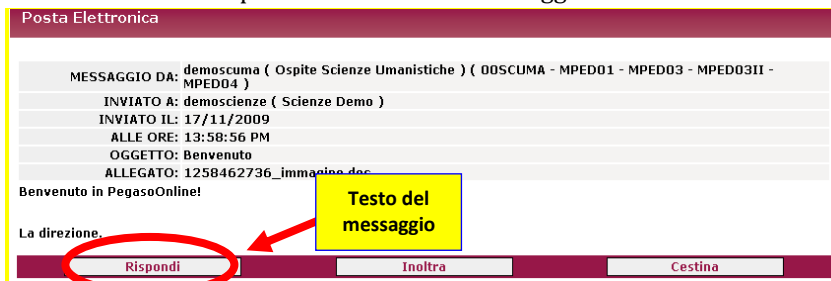 Posta Elettronica
MESSAGGIO DA: demoscuma ( Ospite Scienze Umanistiche ) ( 00SCUMA - MPED01 - MPED03 - MPED03II -
MPED04 )
INVIATO A: demoscienze ( Scienze Demo )
INVIATO IL: 17/11/2009
ALLE ORE: 13:58:56 PM
OGGETTO: Benvenuto
ALLEGATO: 1258462736_immagine.doc
Benvenuto in PegasoOnline!
Testo del
messaggio
La direzione.
Rispondi Inoltra Cestina